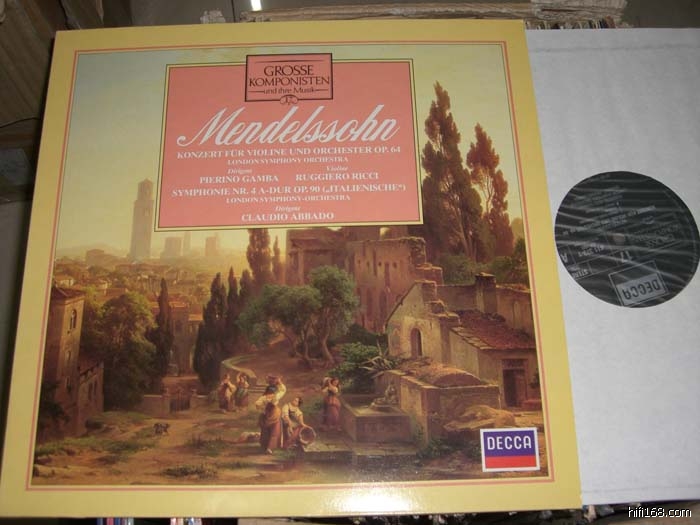 GROSSE
KOMPONISTEN
und ihre Musik
Mendelssohn
KONZERT FÜR VIOLINE UND ORCHESTER OP. 64
LONDON SYMPHONY ORCHESTRA
Dirigent Violine
PIERINO GAMBA RUGGIERO RICCI
SYMPHONIE NR. 4 A-DUR OP. 90 („ITALIENISCHE“)
LONDON SYMPHONY-ORCHESTRA
Dirigent
CLAUDIO ABBADO
DECCA
DECCA
hifi168.com